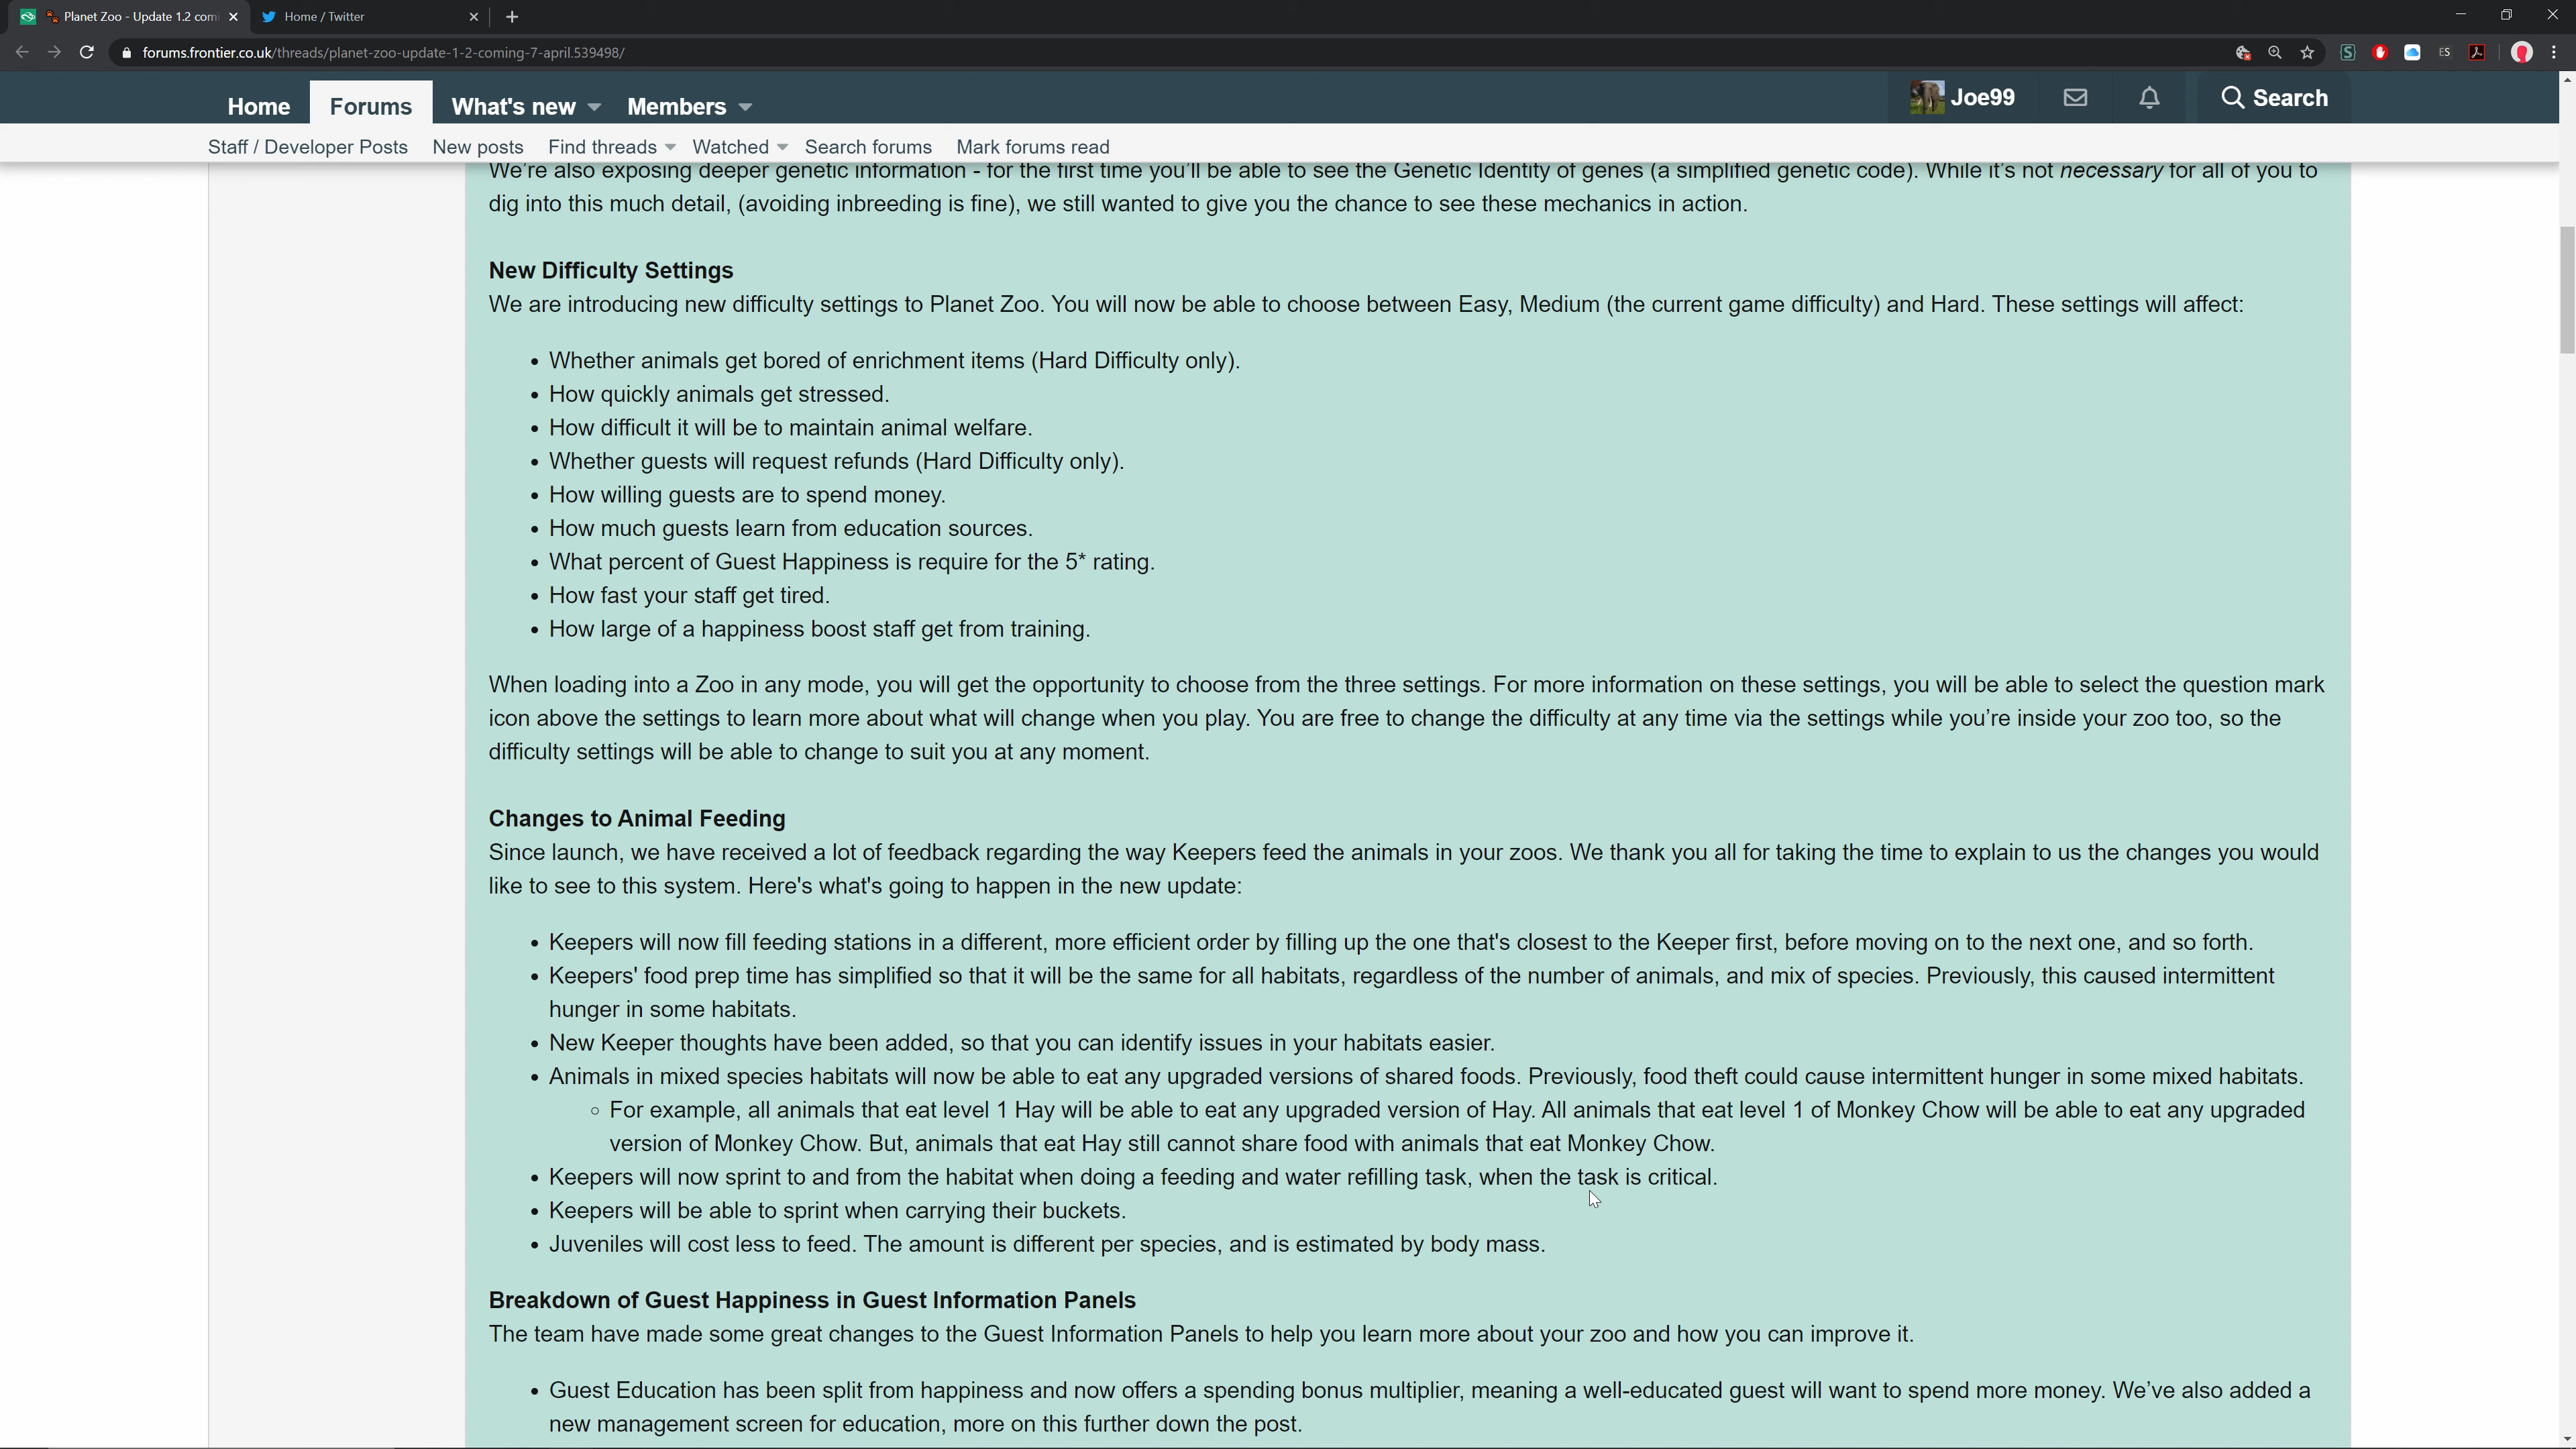 Planet Zoo - Update 1.2 com
Home / Twitter
forums.frontier.co.uk/threads/planet-zoo-update-1-2-coming-7-april.539498/
ES
Home
Forums
What's new
Members
Joe99
Search
Staff / Developer Posts
New posts
Find threads
Watched
Search forums
Mark forums read
We're also exposing deeper genetic information - for the first time you'll be able to see the Genetic Identity of genes (a simplified genetic code). While it's not necessary for all of you to
dig into this much detail, (avoiding inbreeding is fine), we still wanted to give you the chance to see these mechanics in action.
New Difficulty Settings
We are introducing new difficulty settings to Planet Zoo. You will now be able to choose between Easy, Medium (the current game difficulty) and Hard. These settings will affect:
• Whether animals get bored of enrichment items (Hard Difficulty only).
• How quickly animals get stressed.
• How difficult it will be to maintain animal welfare.
• Whether guests will request refunds (Hard Difficulty only).
• How willing guests are to spend money.
• How much guests learn from education sources.
• What percent of Guest Happiness is require for the 5* rating.
• How fast your staff get tired.
• How large of a happiness boost staff get from training.
When loading into a Zoo in any mode, you will get the opportunity to choose from the three settings. For more information on these settings, you will be able to select the question mark
icon above the settings to learn more about what will change when you play. You are free to change the difficulty at any time via the settings while you're inside your zoo too, so the
difficulty settings will be able to change to suit you at any moment.
Changes to Animal Feeding
Since launch, we have received a lot of feedback regarding the way Keepers feed the animals in your zoos. We thank you all for taking the time to explain to us the changes you would
like to see to this system. Here's what's going to happen in the new update:
• Keepers will now fill feeding stations in a different, more efficient order by filling up the one that's closest to the Keeper first, before moving on to the next one, and so forth.
• Keepers' food prep time has simplified so that it will be the same for all habitats, regardless of the number of animals, and mix of species. Previously, this caused intermittent
hunger in some habitats.
• New Keeper thoughts have been added, so that you can identify issues in your habitats easier.
• Animals in mixed species habitats will now be able to eat any upgraded versions of shared foods. Previously, food theft could cause intermittent hunger in some mixed habitats.
◦ For example, all animals that eat level 1 Hay will be able to eat any upgraded version of Hay. All animals that eat level 1 of Monkey Chow will be able to eat any upgraded
version of Monkey Chow. But, animals that eat Hay still cannot share food with animals that eat Monkey Chow.
• Keepers will now sprint to and from the habitat when doing a feeding and water refilling task, when the task is critical.
• Keepers will be able to sprint when carrying their buckets.
• Juveniles will cost less to feed. The amount is different per species, and is estimated by body mass.
Breakdown of Guest Happiness in Guest Information Panels
The team have made some great changes to the Guest Information Panels to help you learn more about your zoo and how you can improve it.
• Guest Education has been split from happiness and now offers a spending bonus multiplier, meaning a well-educated guest will want to spend more money. We've also added a
new management screen for education, more on this further down the post.